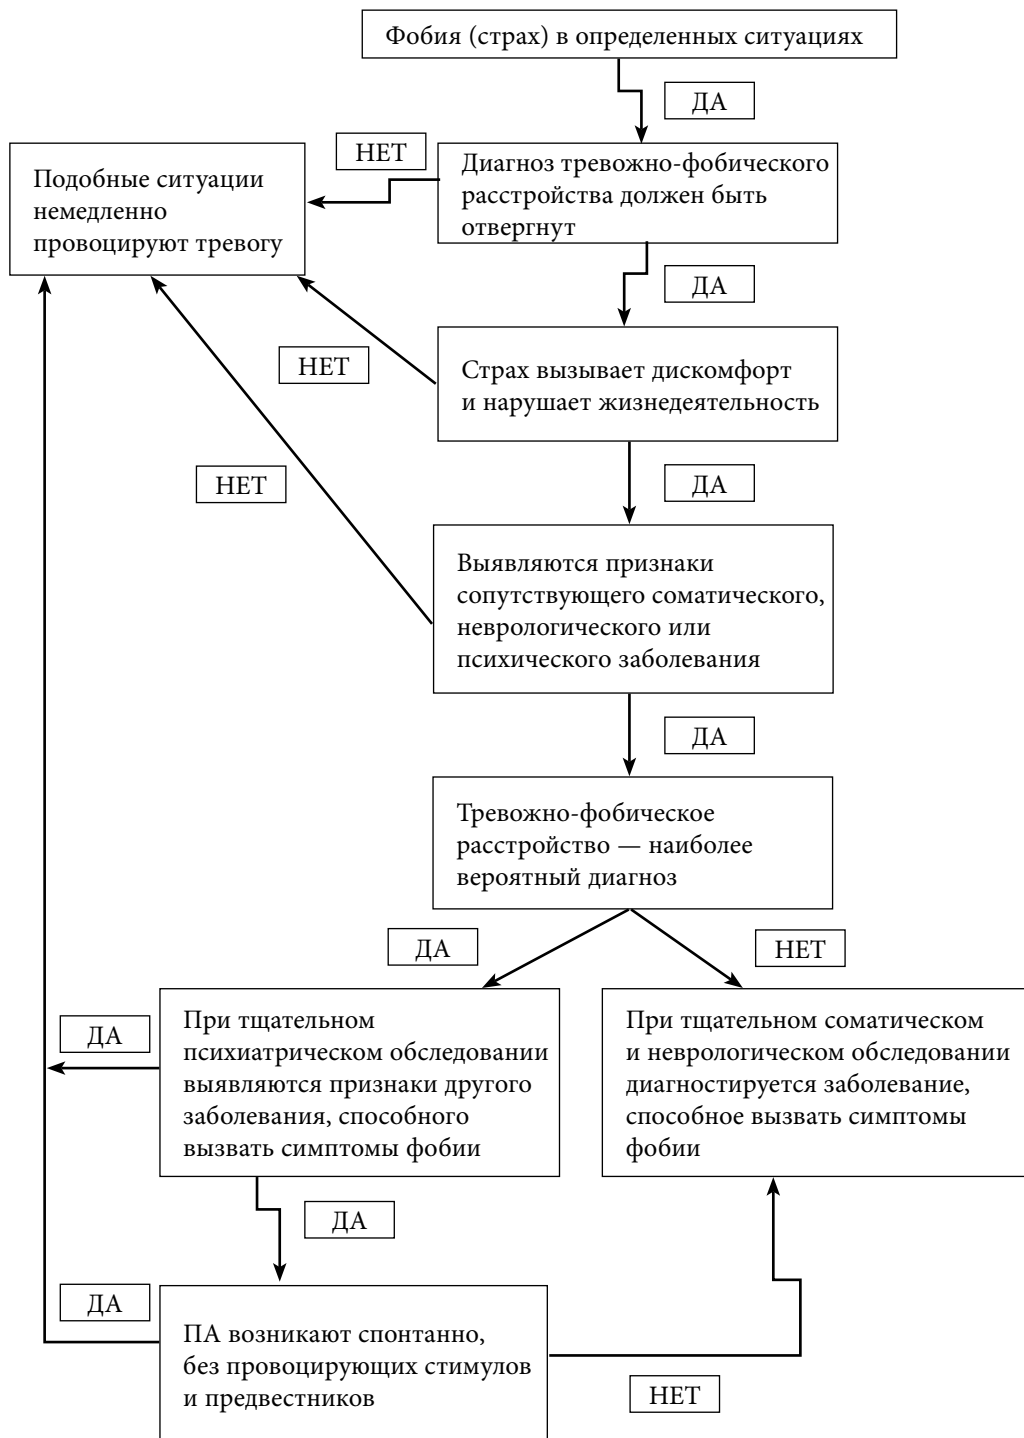 Фобия (страх) в определенных ситуациях
ДА
НЕТ
Диагноз тревожно-фобического
расстройства должен быть
отвергнут
Подобные ситуации
немедленно
провоцируют тревогу
ДА
НЕТ
Страх вызывает дискомфорт
и нарушает жизнедеятельность
НЕТ
ДА
Выявляются признаки
сопутствующего соматического,
неврологического или
психического заболевания
ДА
Тревожно-фобическое
расстройство — наиболее
вероятный диагноз
ДА
НЕТ
ДА
При тщательном
психиатрическом обследовании
выявляются признаки другого
заболевания, способного
вызвать симптомы фобии
При тщательном соматическом
и неврологическом обследовании
диагностируется заболевание,
способное вызвать симптомы
фобии
ДА
ДА
ПА возникают спонтанно,
без провоцирующих стимулов
и предвестников
НЕТ